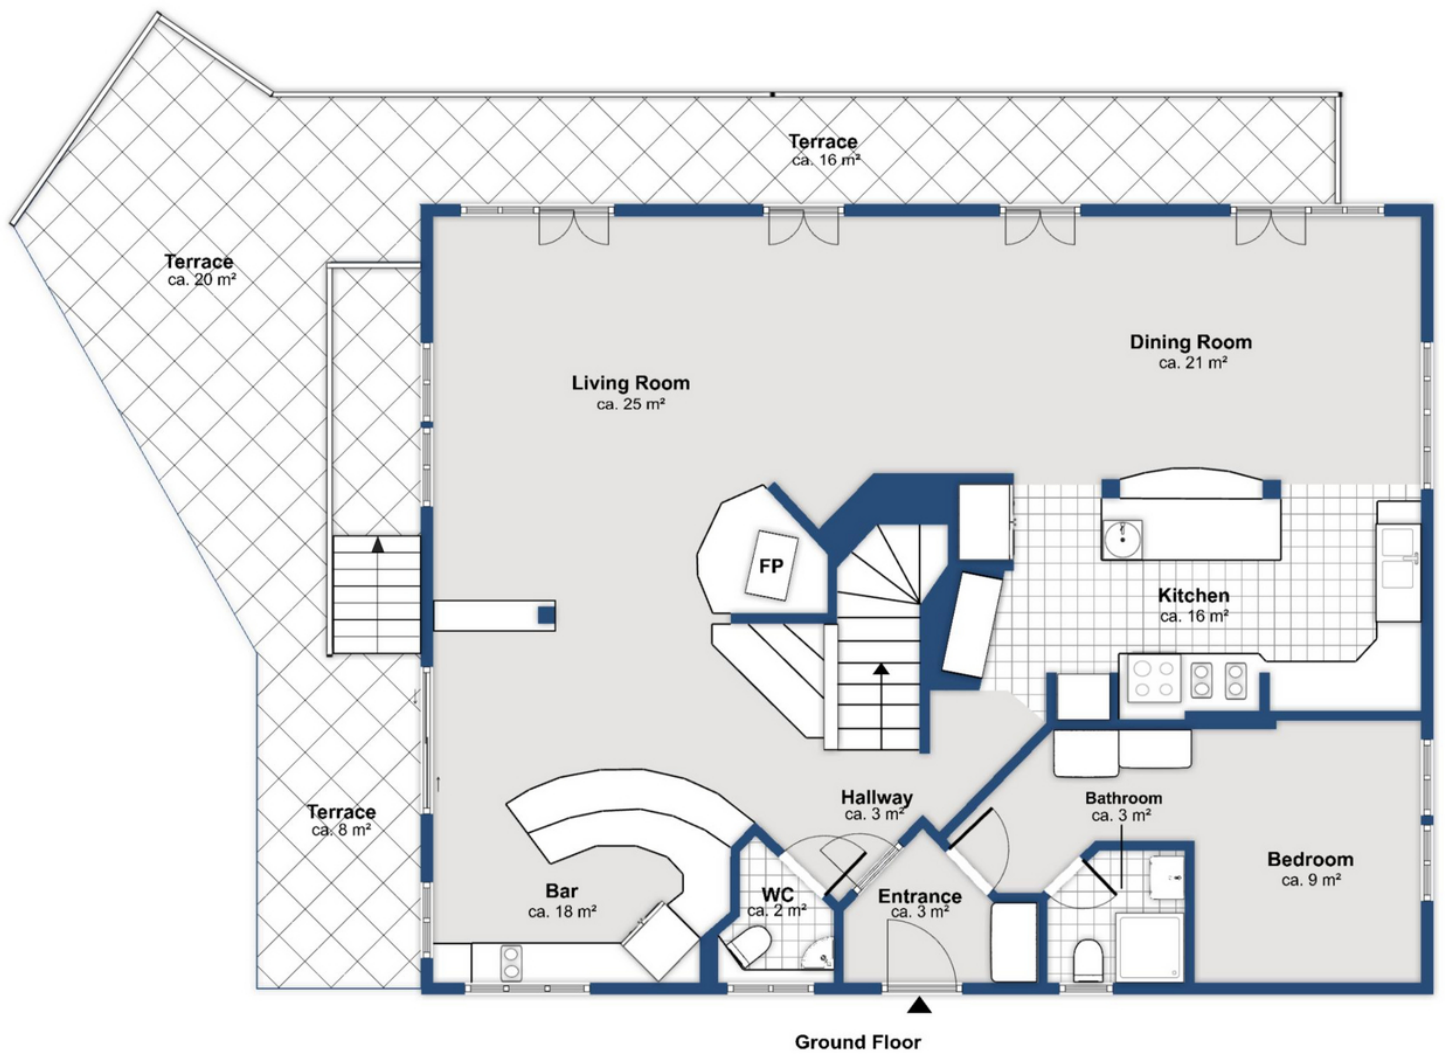 Terrace
ca. 16 m²
Terrace
ca. 20 m²
Dining Room
ca. 21 m²
Living Room
ca. 25 m²
FP
Kitchen
ca. 16 m²
Hallway
ca. 3 m²
Bathroom
ca. 3 m²
Terrace
ca. 8 m²
Bedroom
ca. 9 m²
Bar
ca. 18 m²
WC
ca. 2 m²
Entrance
ca. 3 m²
Ground Floor